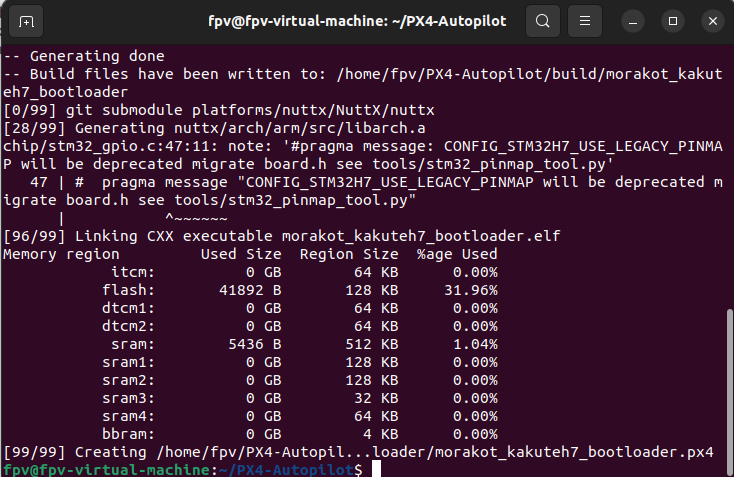 fpv@fpv-virtual-machine: ~/PX4-Autopilot
-- Generating done
-- Build files have been written to: /home/fpv/PX4-Autopilot/build/morakot_kakut
eh7_bootloader
[0/99] git submodule platforms/nuttx/NuttX/nuttx
[28/99] Generating nuttx/arch/arm/src/libarch.a
chip/stm32_gpio.c:47:11: note: '#pragma message: CONFIG_STM32H7_USE_LEGACY_PINMA
P will be deprecated migrate board.h see tools/stm32_pinmap_tool.py'
   47 | #  pragma message "CONFIG_STM32H7_USE_LEGACY_PINMAP will be deprecated m
igrate board.h see tools/stm32_pinmap_tool.py"
      |            ^~~~~~~
[96/99] Linking CXX executable morakot_kakuteh7_bootloader.elf
Memory region         Used Size  Region Size  %age Used
            itcm:          0 GB        64 KB      0.00%
           flash:       41892 B       128 KB     31.96%
           dtcm1:          0 GB        64 KB      0.00%
           dtcm2:          0 GB        64 KB      0.00%
            sram:        5436 B       512 KB      1.04%
           sram1:          0 GB       128 KB      0.00%
           sram2:          0 GB       128 KB      0.00%
           sram3:          0 GB        32 KB      0.00%
           sram4:          0 GB        64 KB      0.00%
           bbram:          0 GB         4 KB      0.00%
[99/99] Creating /home/fpv/PX4-Autopil...loader/morakot_kakuteh7_bootloader.px4
fpv@fpv-virtual-machine:~/PX4-Autopilot$